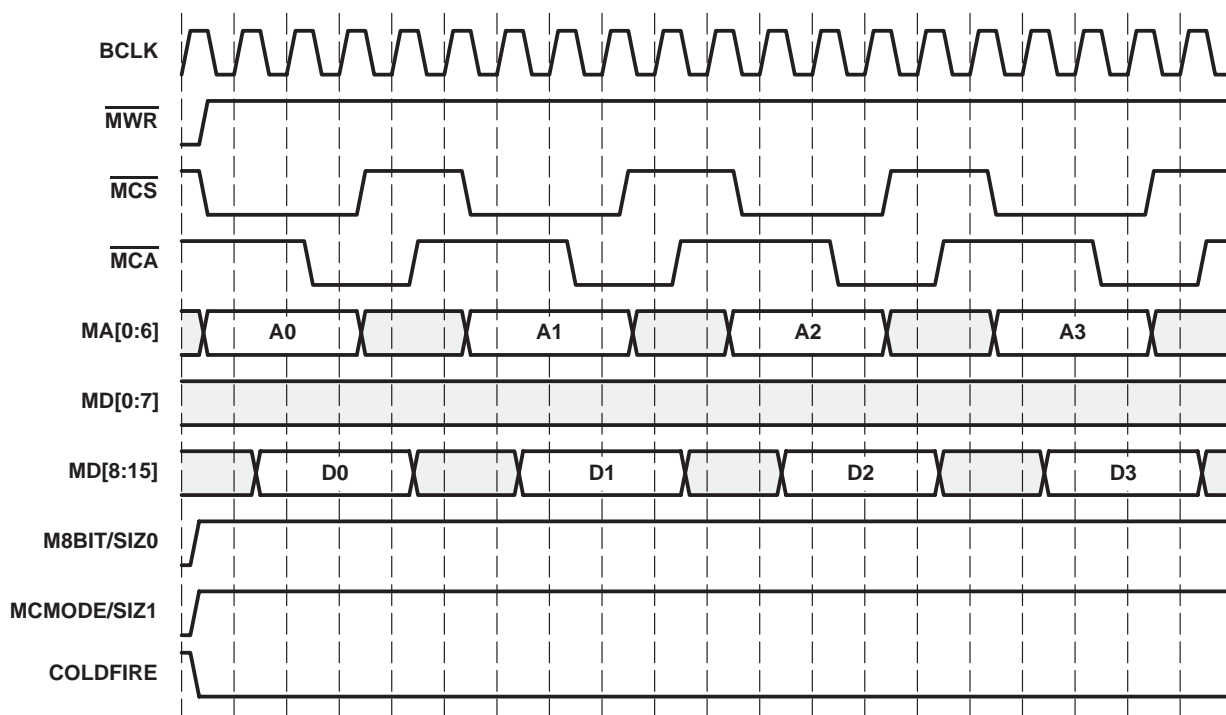 BCLK
MWR
MCS
MCA
MA[0:6] A0 A1 A2 A3
MD[0:7]
MD[8:15] D0 D1 D2 D3
M8BIT/SIZ0
MCMODE/SIZ1
COLDFIRE